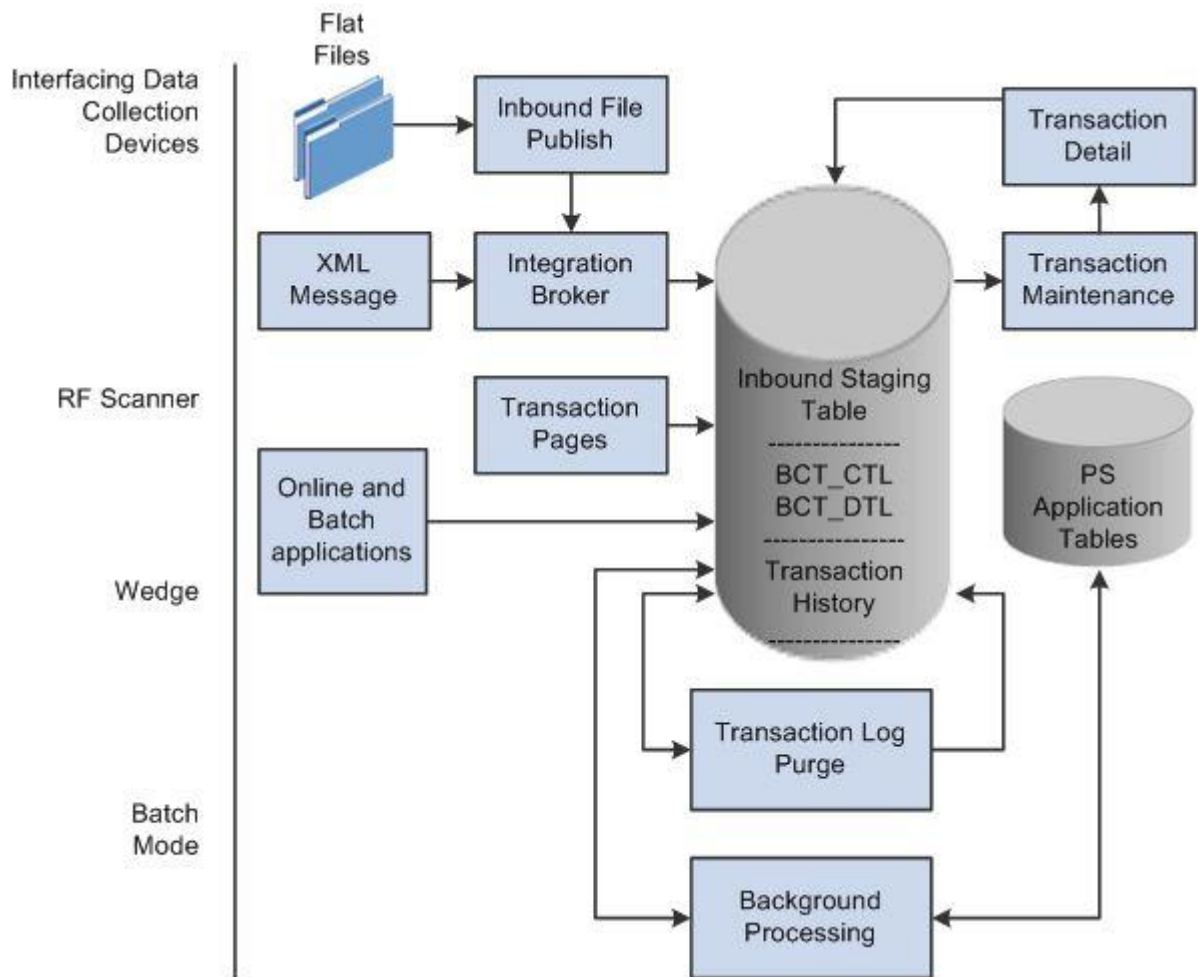 Interfacing Data
Collection
Devices
RF Scanner
Wedge
Batch
Mode
Flat
Files
Inbound File
Publish
XML
Message
Integration
Broker
Transaction
Pages
Online and
Batch
applications
Inbound Staging
Table
---------------
BCT_CTL
BCT_DTL
---------------
Transaction
History
---------------
Transaction
Detail
Transaction
Maintenance
PS
Application
Tables
Transaction Log
Purge
Background
Processing